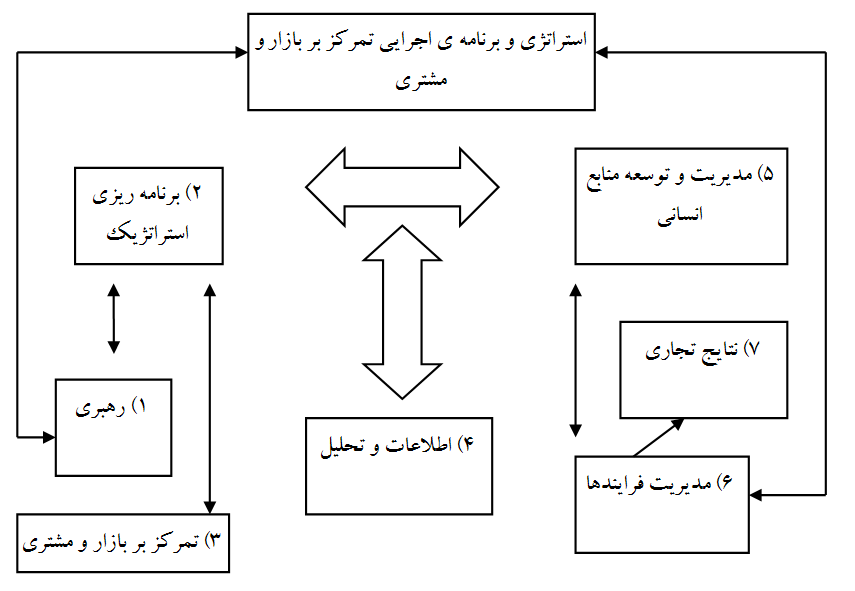 استراتژی و برنامه ی اجرایی تمرکز بر بازار و
مشتری
۵) مدیریت و توسعه منابع
انسانی
۲) برنامه ریزی
استراتژیک
۷) نتایج تجاری
۱) رهبری
۴) اطلاعات و تحلیل
۶) مدیریت فرایندها
۳) تمرکز بر بازار و مشتری